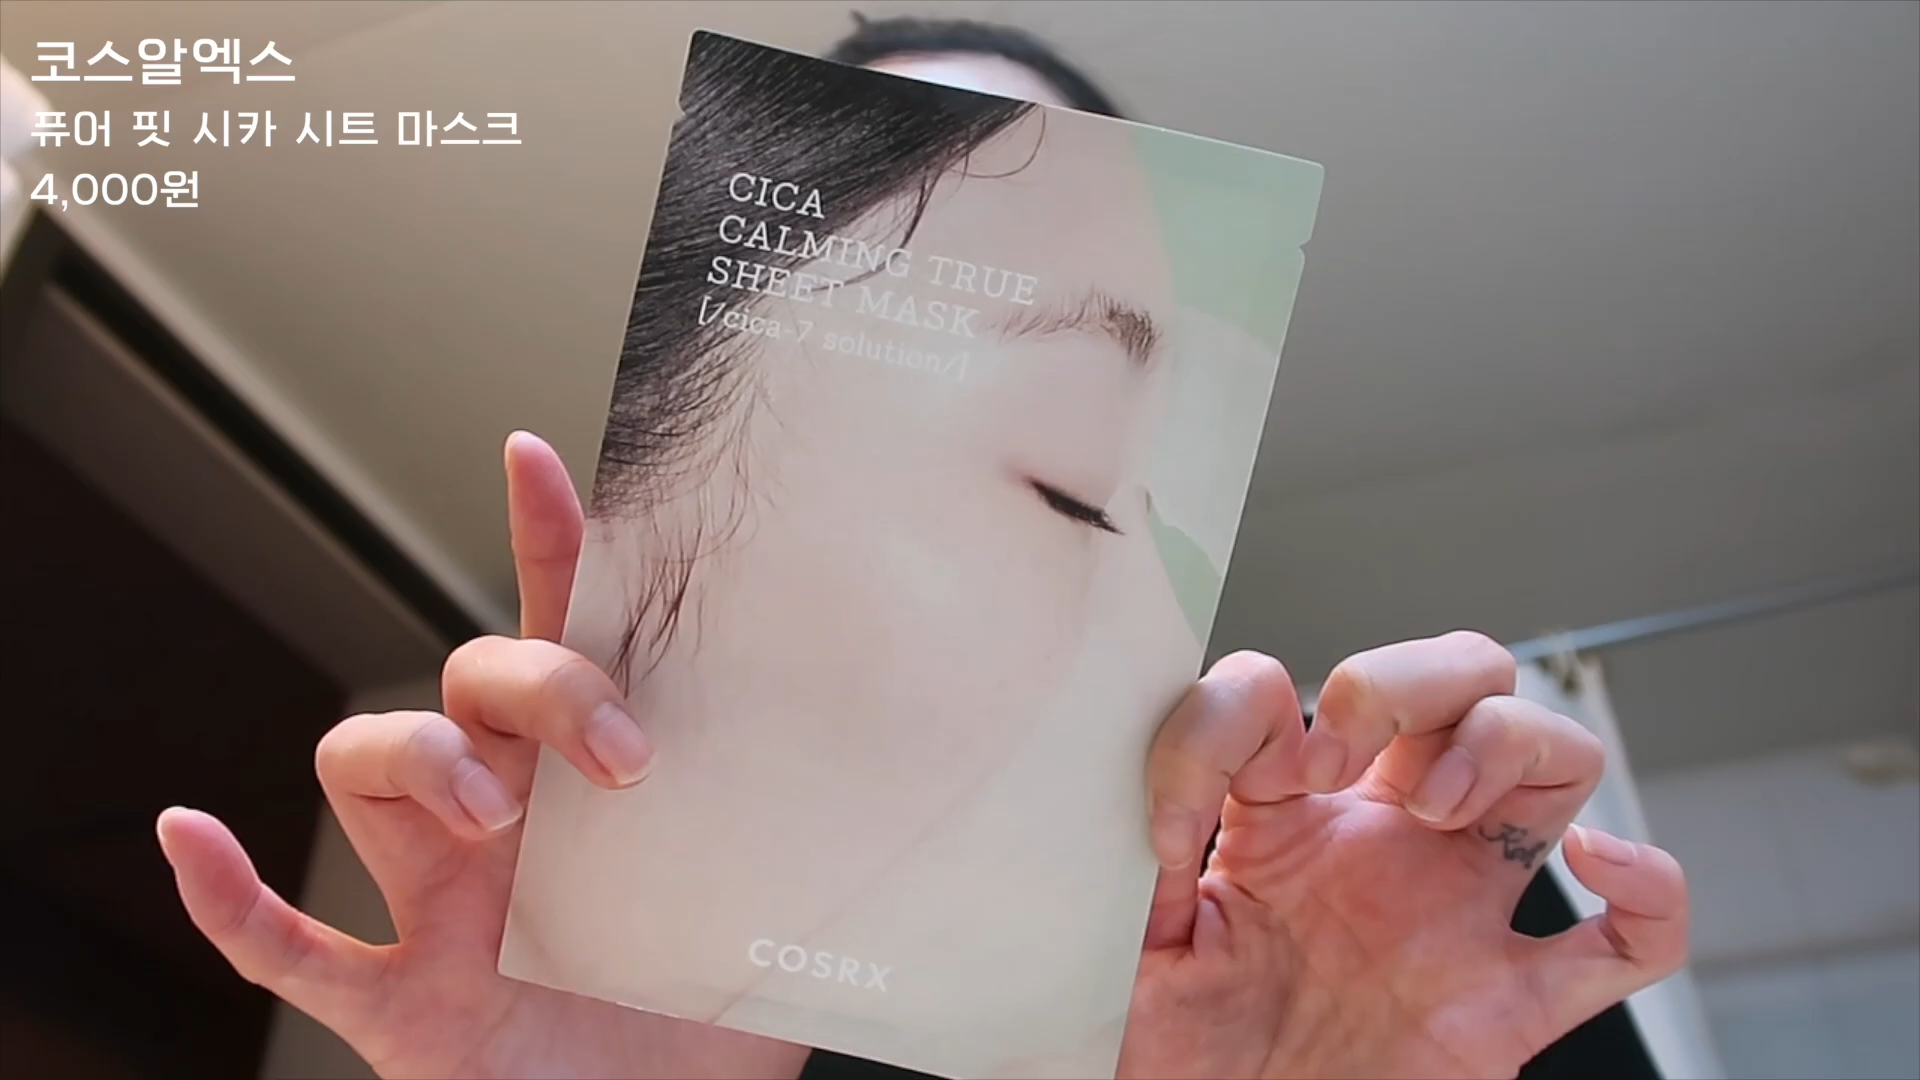 코스알엑스
퓨어 핏 시카 시트 마스크
4,000원
CICA
CALMING TRUE
SHEET MASK
[/cica-7 solution/]
COSRX